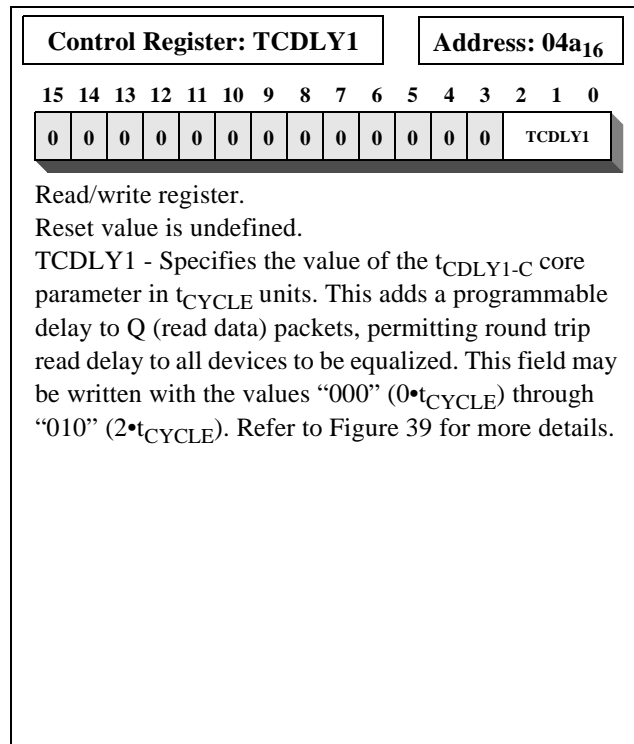 Control Register: TCDLY1 Address: 04a₁₆
15 14 13 12 11 10 9 8 7 6 5 4 3 2 1 0
0 0 0 0 0 0 0 0 0 0 0 0 0 TCDLY1
Read/write register.
Reset value is undefined.
TCDLY1 - Specifies the value of the tCDLY1-C core
parameter in tCYCLE units. This adds a programmable
delay to Q (read data) packets, permitting round trip
read delay to all devices to be equalized. This field may
be written with the values “000” (0•tCYCLE) through
“010” (2•tCYCLE). Refer to Figure 39 for more details.